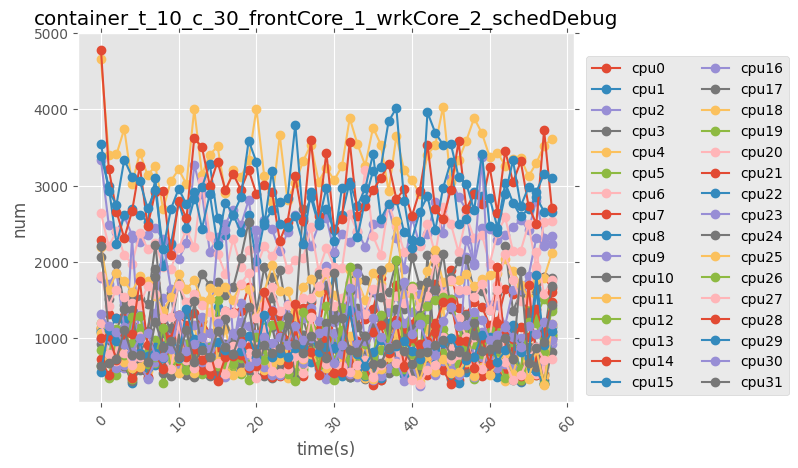 container_t_10_c_30_frontCore_1_wrkCore_2_schedDebug
5000
4000
3000
2000
1000
num
0
10
20
30
40
50
60
time(s)
cpu0
cpu1
cpu2
cpu3
cpu4
cpu5
cpu6
cpu7
cpu8
cpu9
cpu10
cpu11
cpu12
cpu13
cpu14
cpu15
cpu16
cpu17
cpu18
cpu19
cpu20
cpu21
cpu22
cpu23
cpu24
cpu25
cpu26
cpu27
cpu28
cpu29
cpu30
cpu31